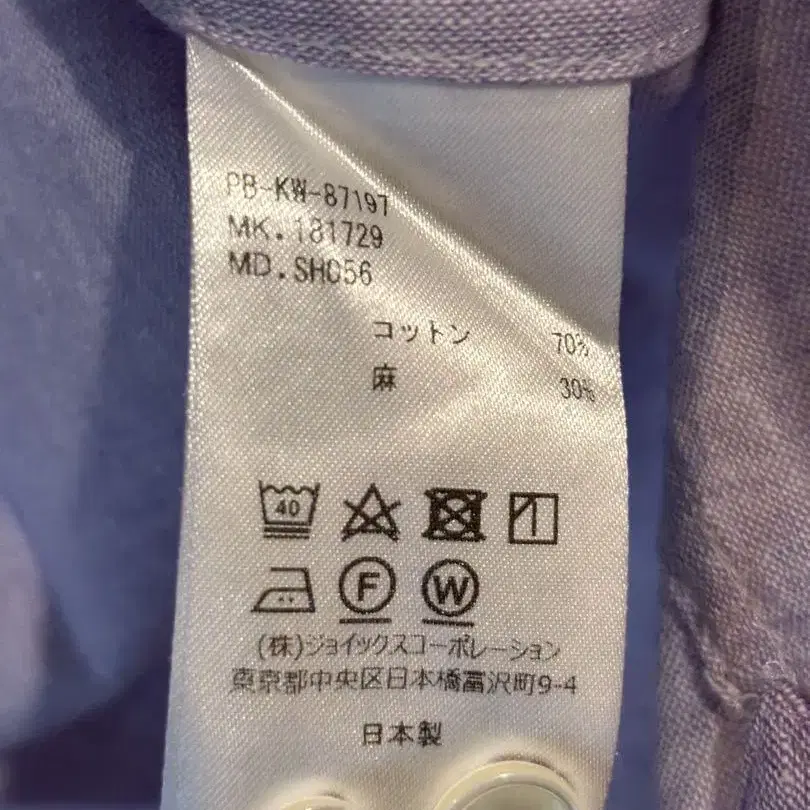 PB-KW-87197
MK.181729
MD.SH056
コットン 70%
麻 30%
40
F W
(株)ジョイックスコーポレーション
東京都中央区日本橋富沢町9-4
日本製